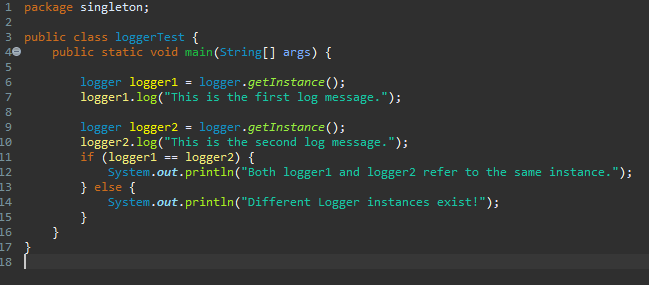 1 package singleton;
2
3 public class loggerTest {
4 public static void main(String[] args) {
5
6 logger logger1 = logger.getInstance();
7 logger1.log("This is the first log message.");
8
9 logger logger2 = logger.getInstance();
10 logger2.log("This is the second log message.");
11 if (logger1 == logger2) {
12 System.out.println("Both logger1 and logger2 refer to the same instance.");
13 } else {
14 System.out.println("Different Logger instances exist!");
15 }
16 }
17 }
18